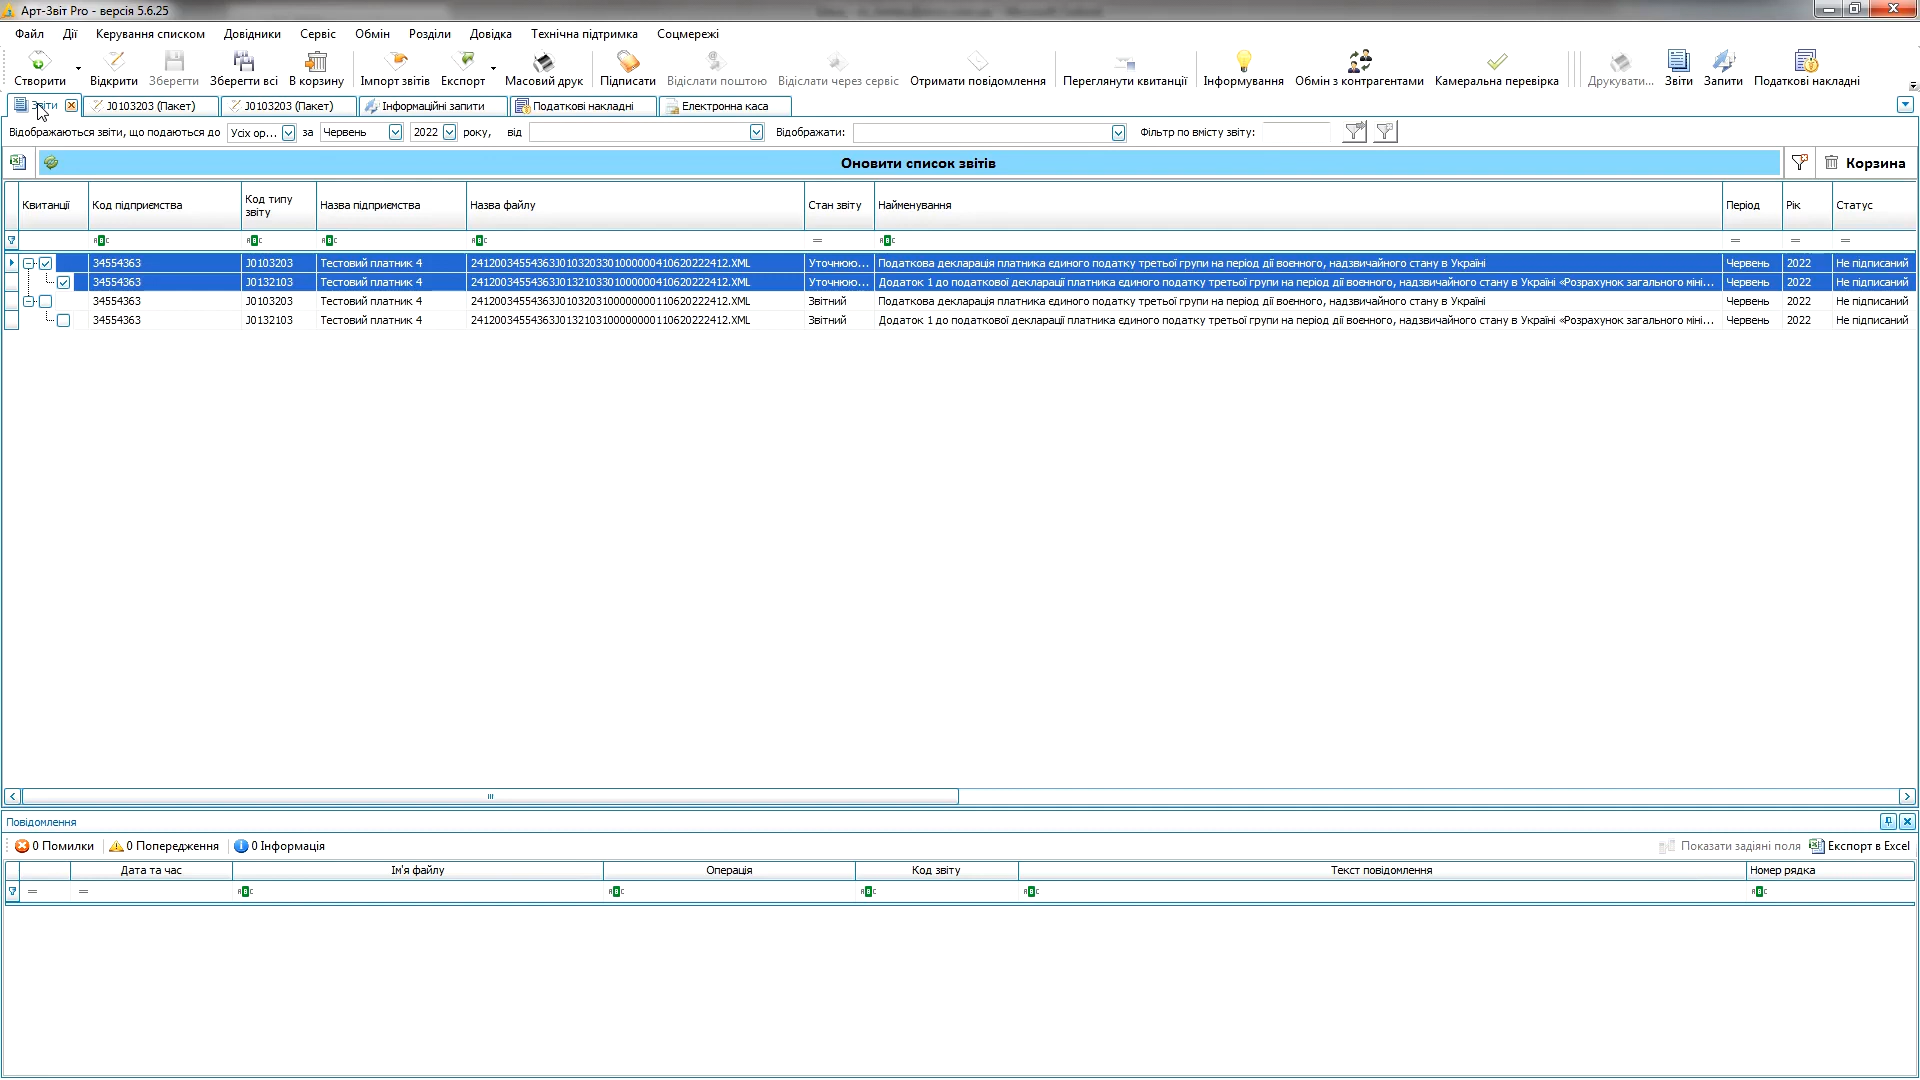 Арт-Звіт Pro - версія 5.6.25
Файл Дії Керування списком Довідники Сервіс Обмін Розділи Довідка Технічна підтримка Соцмережі
Створити Відкрити Зберегти Зберегти всі В корзину Імпорт звітів Експорт Масовий друк Підписати Відіслати поштою Відіслати через сервіс Отримати повідомлення Переглянути квитанції Інформування Обмін з контрагентами Камеральна перевірка Друкувати... Звіти Запити Податкові накладні
Звіти J0103203 (Пакет) J0103203 (Пакет) Інформаційні запити Податкові накладні Електронна каса
Відображаються звіти, що подаються до Усіх ор... за Червень 2022 року, від Відображати: Фільтр по вмісту звіту:
Оновити список звітів Корзина
Квитанції Код підприємства Код типу звіту Назва підприємства Назва файлу Стан звіту Найменування Період Рік Статус
34554363 J0103203 Тестовий платник 4 24120034554363J0103203301000000410620222412.XML Уточнюю... Податкова декларація платника єдиного податку третьої групи на період дії воєнного, надзвичайного стану в Україні Червень 2022 Не підписаний
34554363 J0132103 Тестовий платник 4 24120034554363J0132103301000000410620222412.XML Уточнюю... Додаток 1 до податкової декларації платника єдиного податку третьої групи на період дії воєнного, надзвичайного стану в Україні «Розрахунок загального міні... Червень 2022 Не підписаний
34554363 J0103203 Тестовий платник 4 24120034554363J0103203100000000110620222412.XML Звітний Податкова декларація платника єдиного податку третьої групи на період дії воєнного, надзвичайного стану в Україні Червень 2022 Не підписаний
34554363 J0132103 Тестовий платник 4 24120034554363J0132103100000000110620222412.XML Звітний Додаток 1 до податкової декларації платника єдиного податку третьої групи на період дії воєнного, надзвичайного стану в Україні «Розрахунок загального міні... Червень 2022 Не підписаний
Повідомлення
0 Помилки 0 Попередження 0 Інформація Показати задіяні поля Експорт в Excel
Дата та час Ім'я файлу Операція Код звіту Текст повідомлення Номер рядка